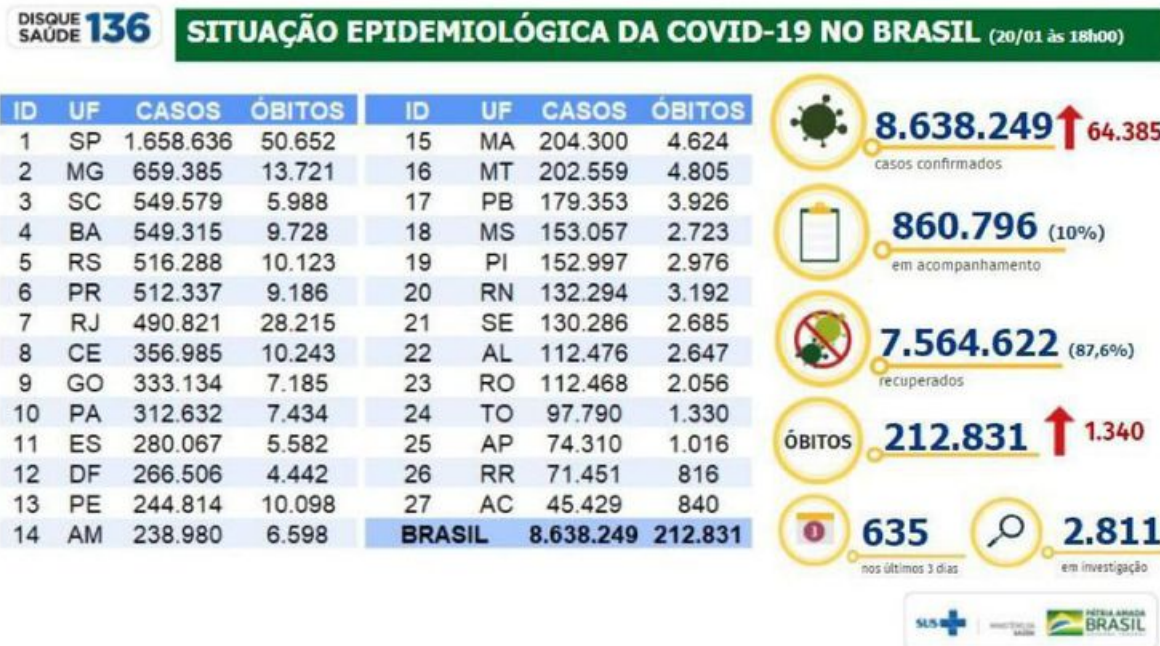 DISQUE
SAÚDE 136
SITUAÇÃO EPIDEMIOLÓGICA DA COVID-19 NO BRASIL (20/01 às 18h00)
ID UF CASOS ÓBITOS
1 SP 1.658.636 50.652
2 MG 659.385 13.721
3 SC 549.579 5.988
4 BA 549.315 9.728
5 RS 516.288 10.123
6 PR 512.337 9.186
7 RJ 490.821 28.215
8 CE 356.985 10.243
9 GO 333.134 7.185
10 PA 312.632 7.434
11 ES 280.067 5.582
12 DF 266.506 4.442
13 PE 244.814 10.098
14 AM 238.980 6.598
ID UF CASOS ÓBITOS
15 MA 204.300 4.624
16 MT 202.559 4.805
17 PB 179.353 3.926
18 MS 153.057 2.723
19 PI 152.997 2.976
20 RN 132.294 3.192
21 SE 130.286 2.685
22 AL 112.476 2.647
23 RO 112.468 2.056
24 TO 97.790 1.330
25 AP 74.310 1.016
26 RR 71.451 816
27 AC 45.429 840
BRASIL 8.638.249 212.831
8.638.249 64.385
casos confirmados
860.796 (10%)
em acompanhamento
7.564.622 (87,6%)
recuperados
ÓBITOS 212.831 1.340
635
nos últimos 3 dias
2.811
em investigação
SUS
PÁTRIA AMADA
BRASIL